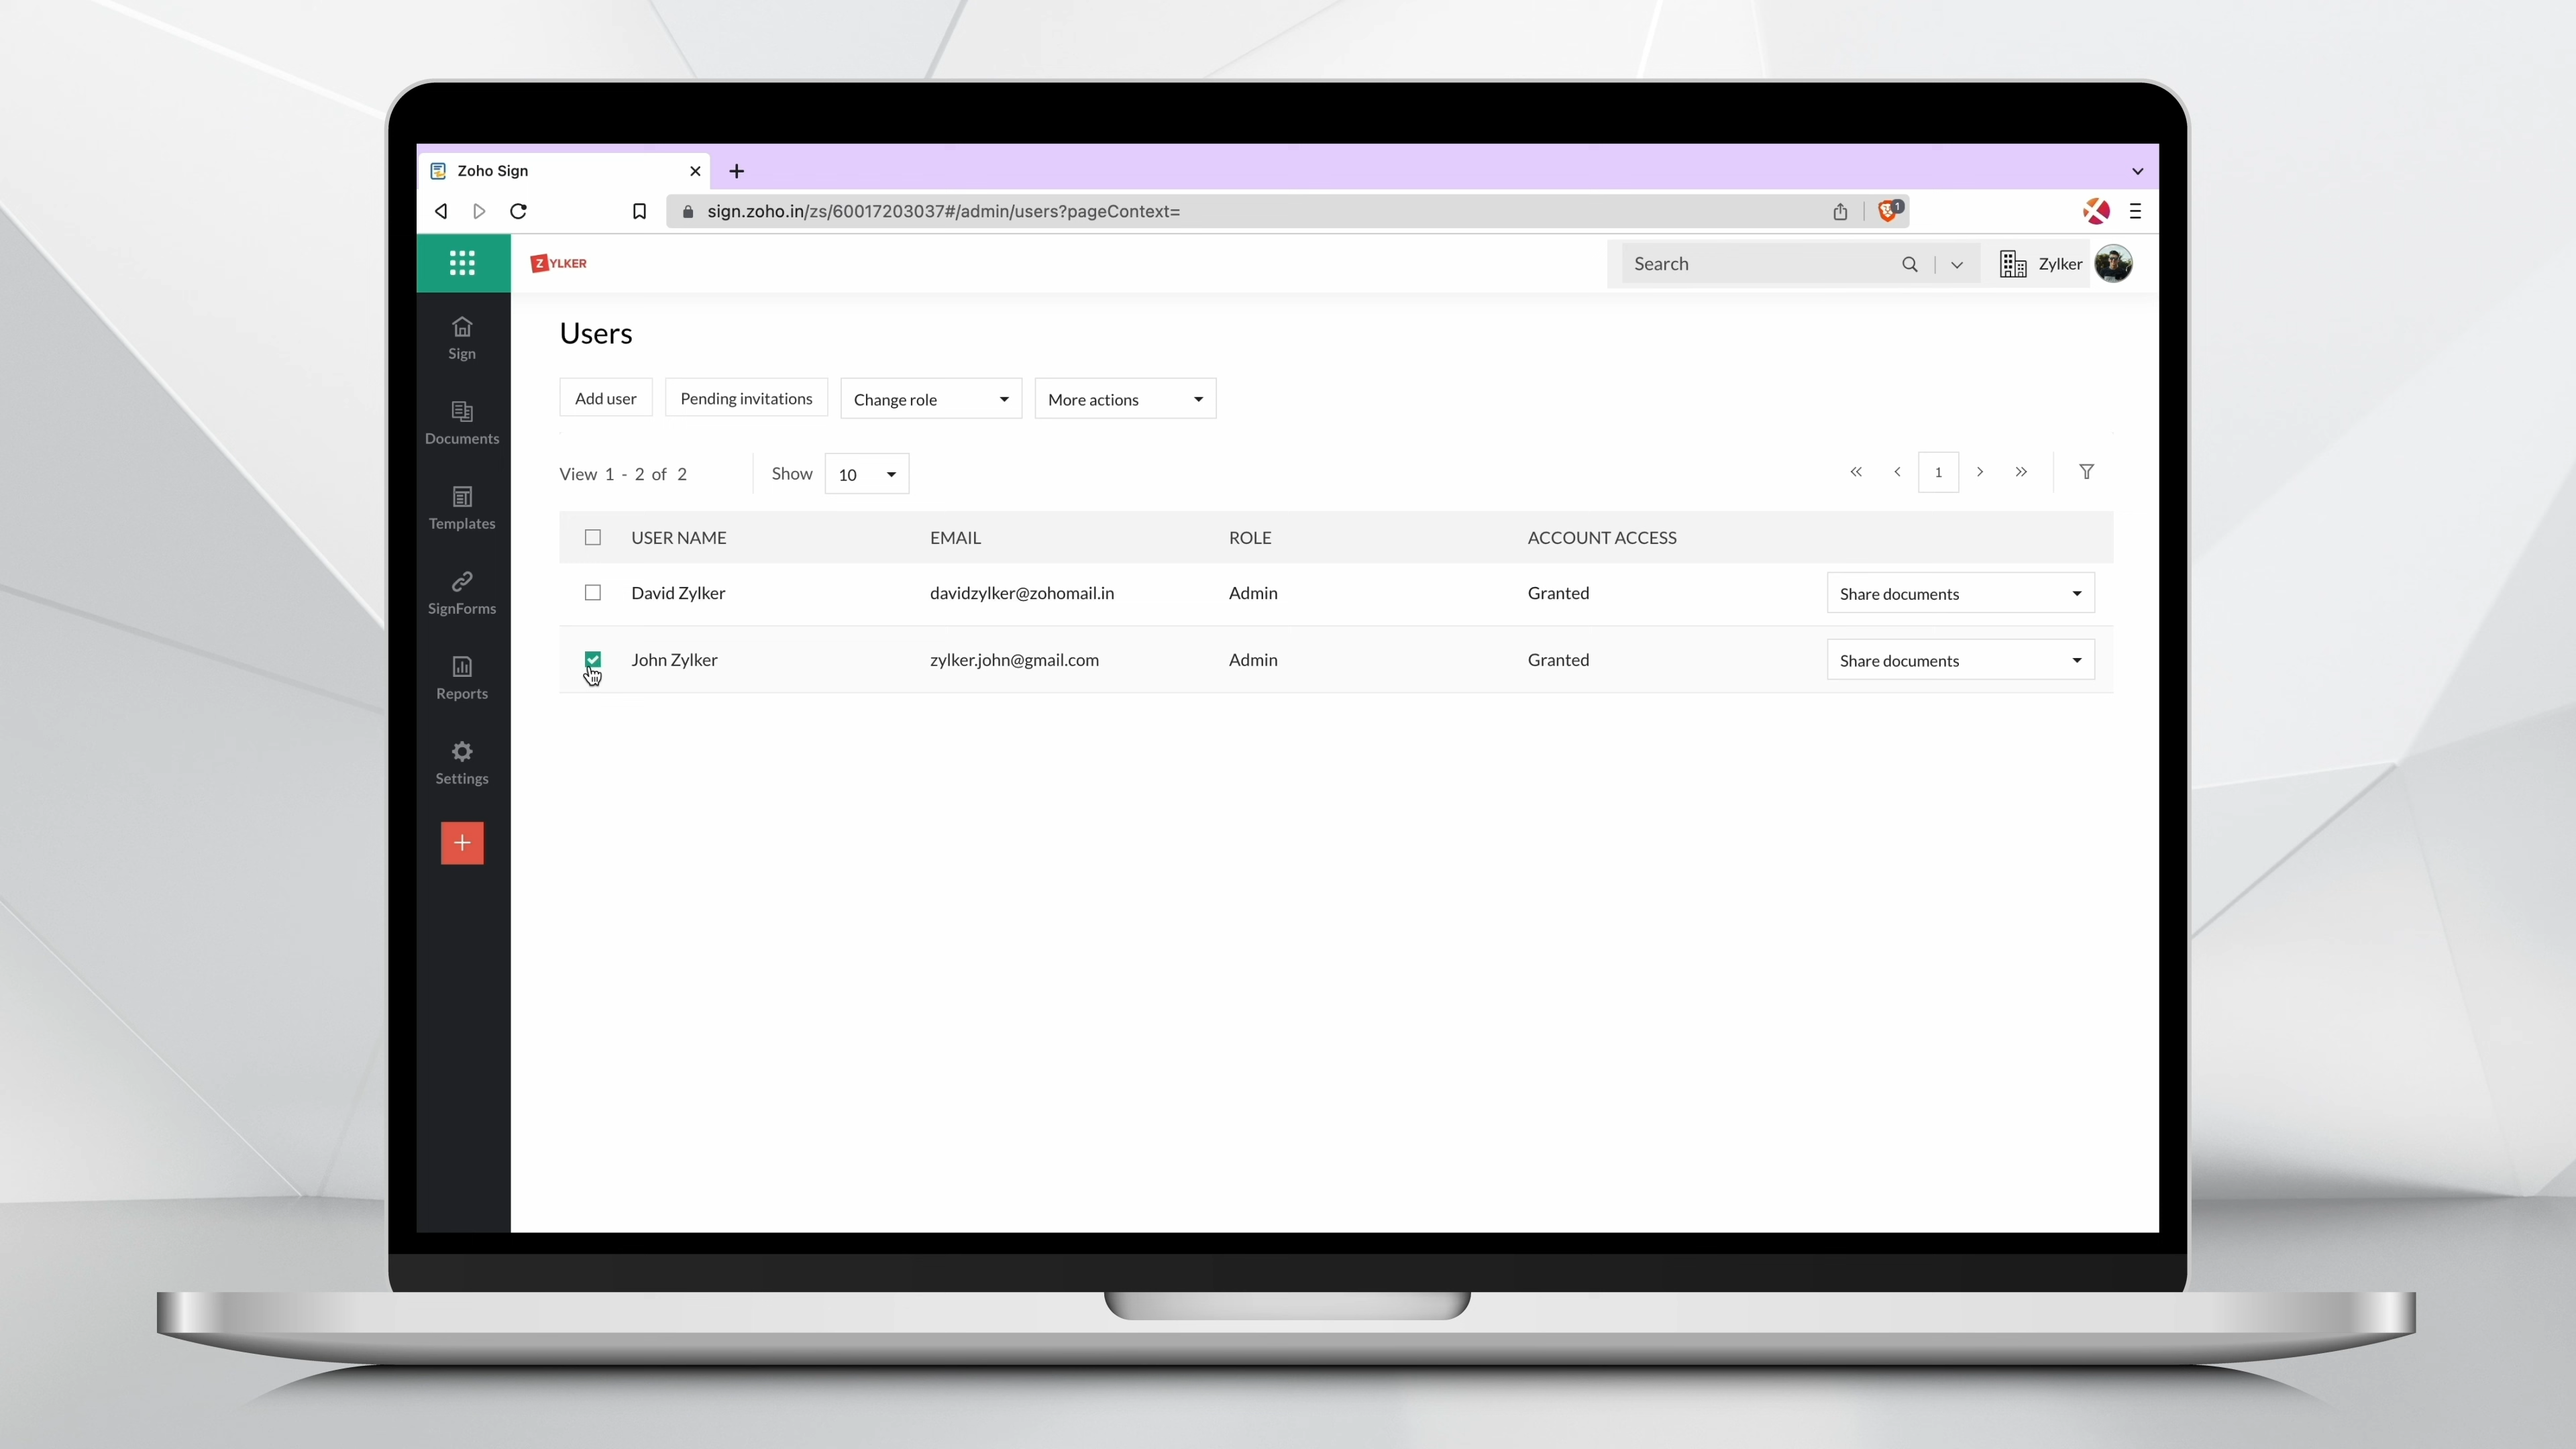 Zoho Sign
sign.zoho.in/zs/60017203037#/admin/users?pageContext=
1
ZYLKER
Search
Zylker
Sign
Documents
Templates
SignForms
Reports
Settings
Users
Add user
Pending invitations
Change role
More actions
View 1 - 2 of 2
Show
10
1
USER NAME EMAIL ROLE ACCOUNT ACCESS
David Zylker davidzylker@zohomail.in Admin Granted Share documents
John Zylker zylker.john@gmail.com Admin Granted Share documents